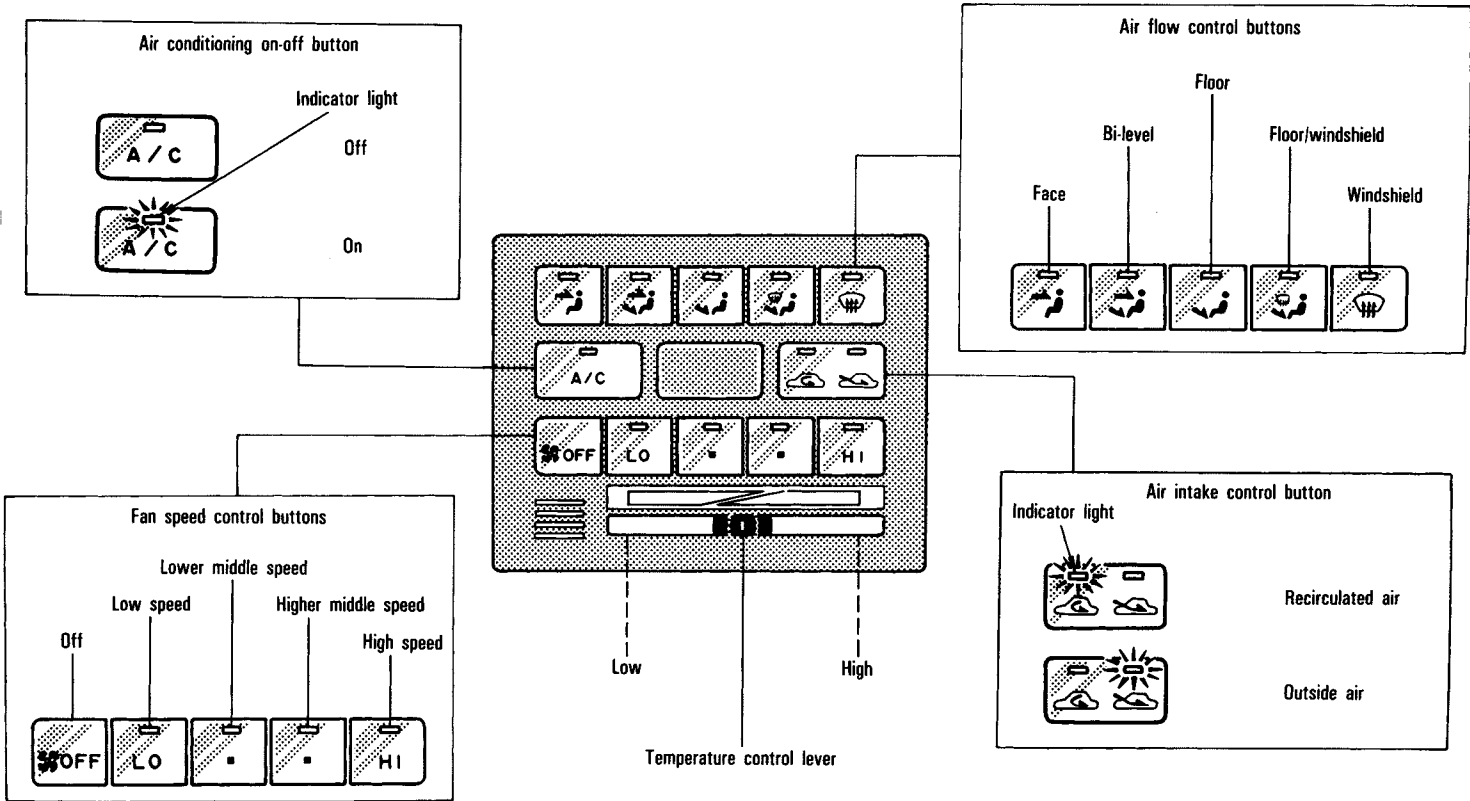 Air conditioning on-off button
Indicator light
A/C
Off
A/C
On
Air flow control buttons
Floor
Bi-level
Floor/windshield
Face
Windshield
A/C
OFF
LO
HI
Low
High
Temperature control lever
Fan speed control buttons
Lower middle speed
Low speed
Higher middle speed
Off
High speed
OFF
LO
HI
Air intake control button
Indicator light
Recirculated air
Outside air